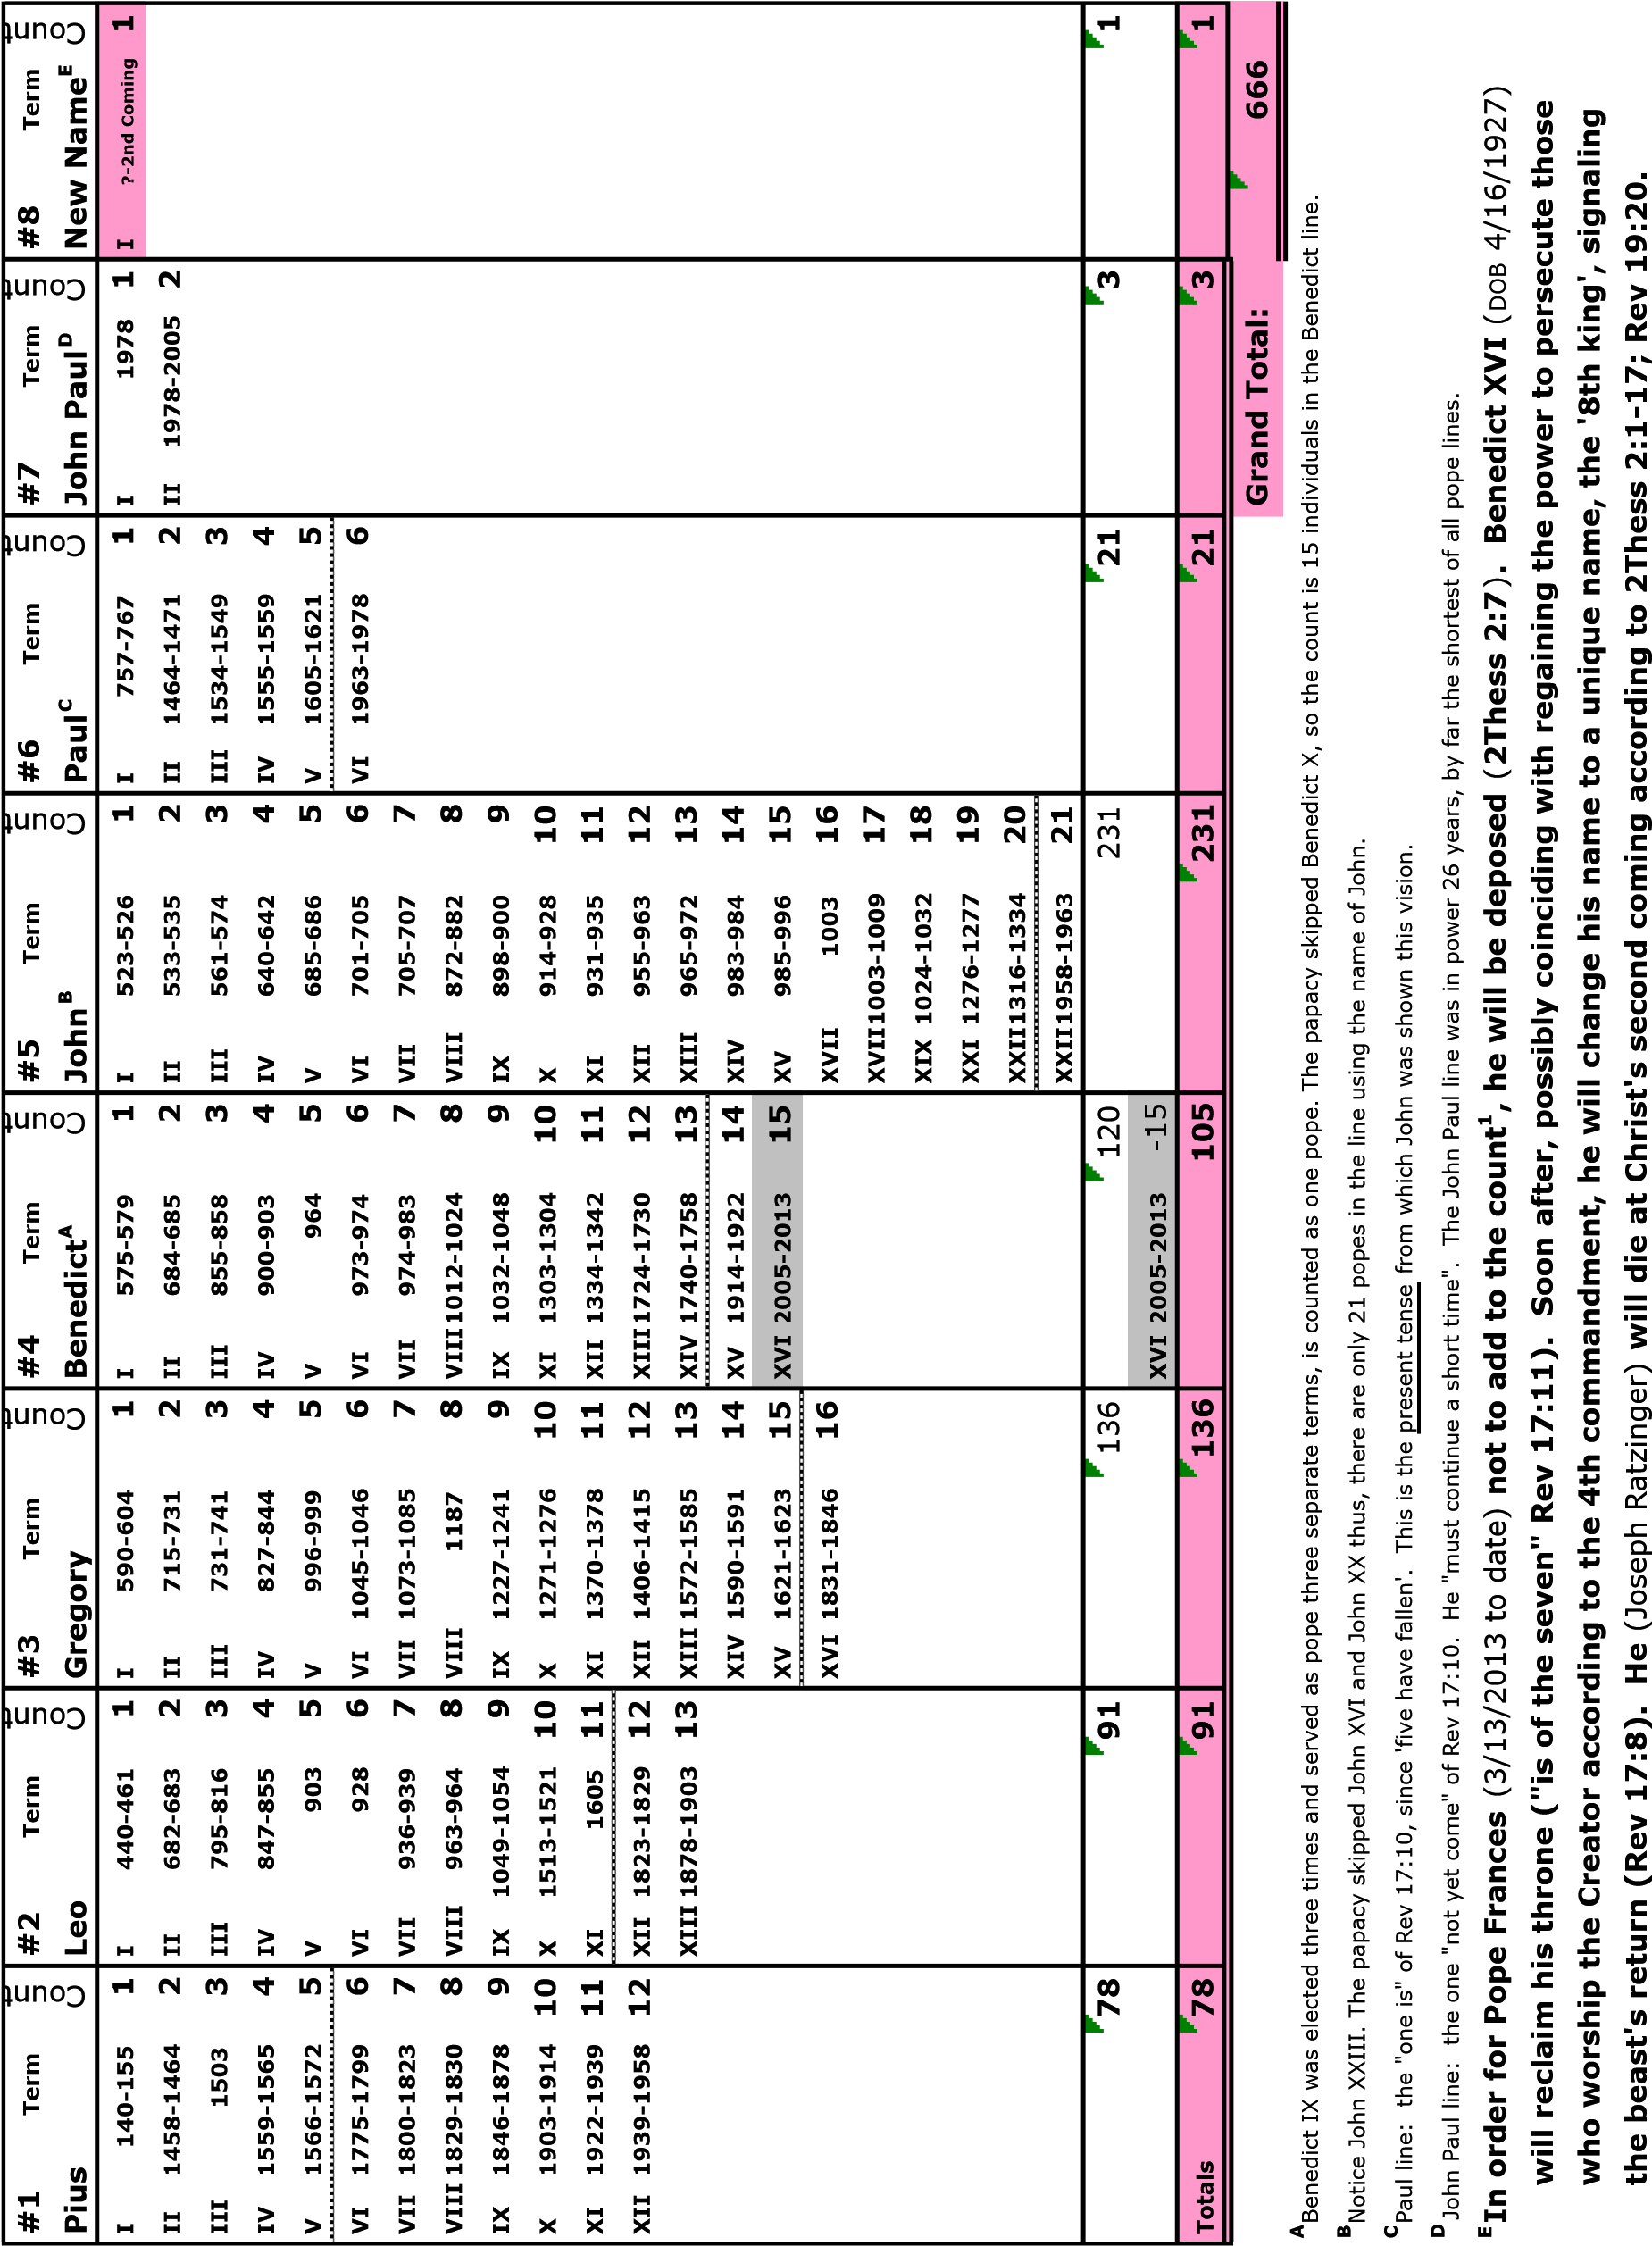 #1 Term Count #2 Term Count #3 Term Count #4 Term Count #5 Term Count #6 Term Count #7 Term Count #8 Term Count
Pius Leo Gregory Benedict A John B Paul C John Paul D New Name E
I 140-155 1 I 440-461 1 I 590-604 1 I 575-579 1 I 523-526 1 I 757-767 1 I 1978 1 I ?-2nd Coming 1
II 1458-1464 2 II 682-683 2 II 715-731 2 II 684-685 2 II 533-535 2 II 1464-1471 2 II 1978-2005 2
III 1503 3 III 795-816 3 III 731-741 3 III 855-858 3 III 561-574 3 III 1534-1549 3
IV 1559-1565 4 IV 847-855 4 IV 827-844 4 IV 900-903 4 IV 640-642 4 IV 1555-1559 4
V 1566-1572 5 V 903 5 V 996-999 5 V 964 5 V 685-686 5 V 1605-1621 5
VI 1775-1799 6 VI 928 6 VI 1045-1046 6 VI 973-974 6 VI 701-705 6 VI 1963-1978 6
VII 1800-1823 7 VII 936-939 7 VII 1073-1085 7 VII 974-983 7 VII 705-707 7
VIII 1829-1830 8 VIII 963-964 8 VIII 1187 8 VIII 1012-1024 8 VIII 872-882 8
IX 1846-1878 9 IX 1049-1054 9 IX 1227-1241 9 IX 1032-1048 9 IX 898-900 9
X 1903-1914 10 X 1513-1521 10 X 1271-1276 10 XI 1303-1304 10 X 914-928 10
XI 1922-1939 11 XI 1605 11 XI 1370-1378 11 XII 1334-1342 11 XI 931-935 11
XII 1939-1958 12 XII 1823-1829 12 XII 1406-1415 12 XIII 1724-1730 12 XII 955-963 12
XIII 1878-1903 13 XIII 1572-1585 13 XIV 1740-1758 13 XIII 965-972 13
XIV 1590-1591 14 XV 1914-1922 14 XIV 983-984 14
XV 1621-1623 15 XVI 2005-2013 15 XV 985-996 15
XVI 1831-1846 16 XVII 1003 16
XVII 1003-1009 17
XIX 1024-1032 18
XXI 1276-1277 19
XXII 1316-1334 20
XXII 1958-1963 21
78 91 136 120 231 21 3 1
XVI 2005-2013 -15
Totals 78 91 136 105 231 21 3 1
Grand Total: 666
A Benedict IX was elected three times and served as pope three separate terms, is counted as one pope. The papacy skipped Benedict X, so the count is 15 individuals in the Benedict line.
B Notice John XXIII. The papacy skipped John XVI and John XX thus, there are only 21 popes in the line using the name of John.
C Paul line: the "one is" of Rev 17:10, since 'five have fallen'. This is the present tense from which John was shown this vision.
D John Paul line: the one "not yet come" of Rev 17:10. He "must continue a short time". The John Paul line was in power 26 years, by far the shortest of all pope lines.
E In order for Pope Frances (3/13/2013 to date) not to add to the count¹, he will be deposed (2Thess 2:7). Benedict XVI (DOB 4/16/1927)
will reclaim his throne ("is of the seven" Rev 17:11). Soon after, possibly coinciding with regaining the power to persecute those
who worship the Creator according to the 4th commandment, he will change his name to a unique name, the '8th king', signaling
the beast's return (Rev 17:8). He (Joseph Ratzinger) will die at Christ's second coming according to 2Thess 2:1-17; Rev 19:20.